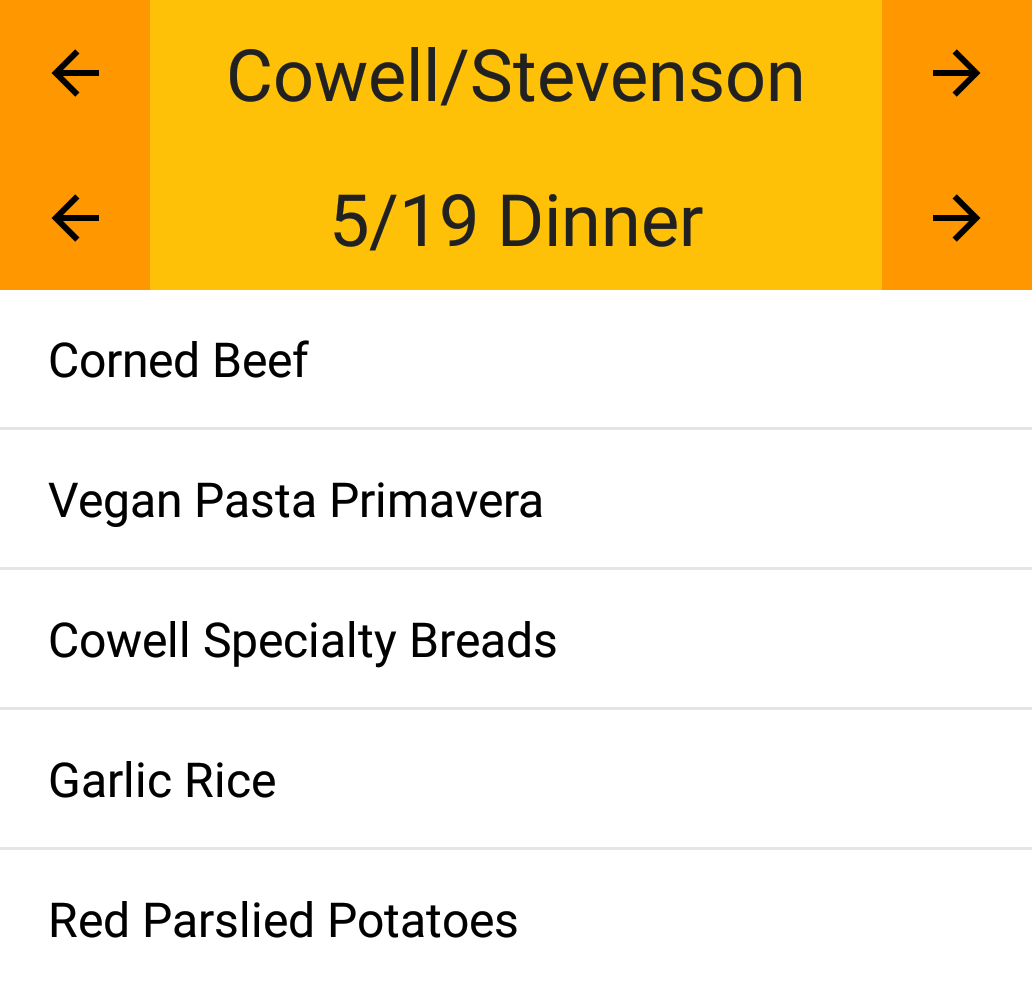 Cowell/Stevenson
5/19 Dinner
Corned Beef
Vegan Pasta Primavera
Cowell Specialty Breads
Garlic Rice
Red Parslied Potatoes